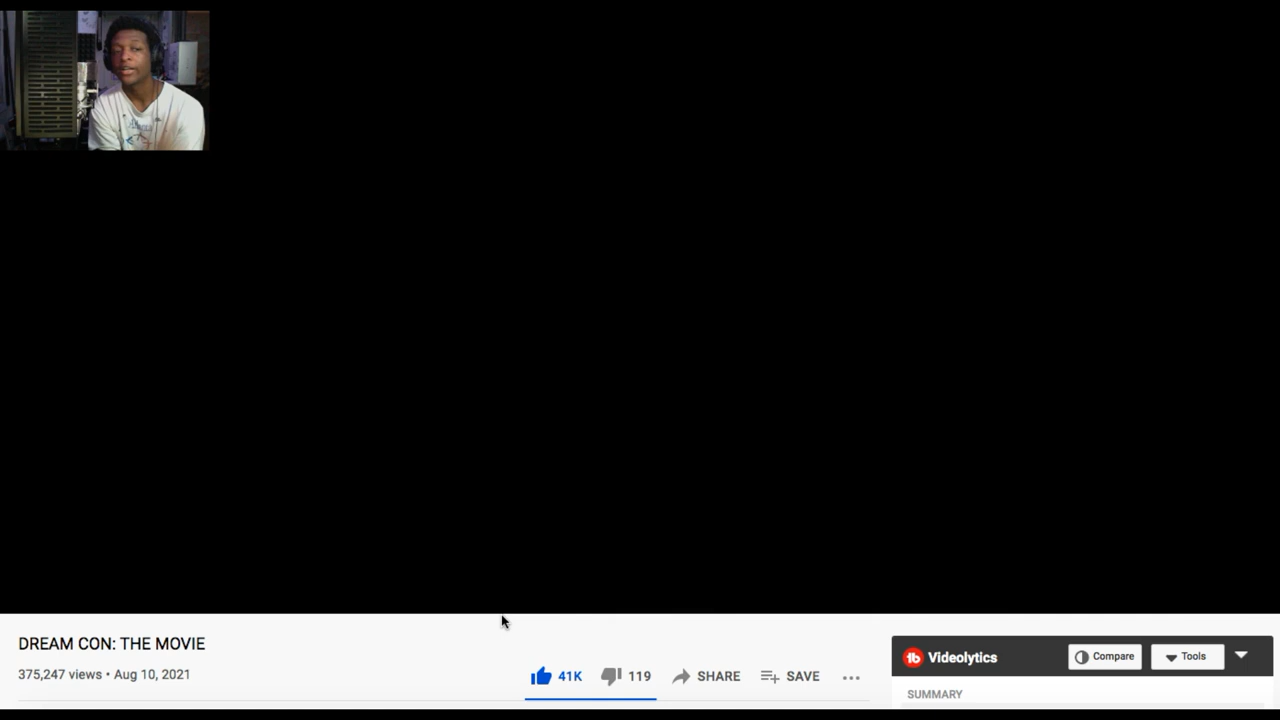 DREAM CON: THE MOVIE
375,247 views • Aug 10, 2021
41K
119
SHARE
SAVE
Videolytics
Compare
Tools
SUMMARY